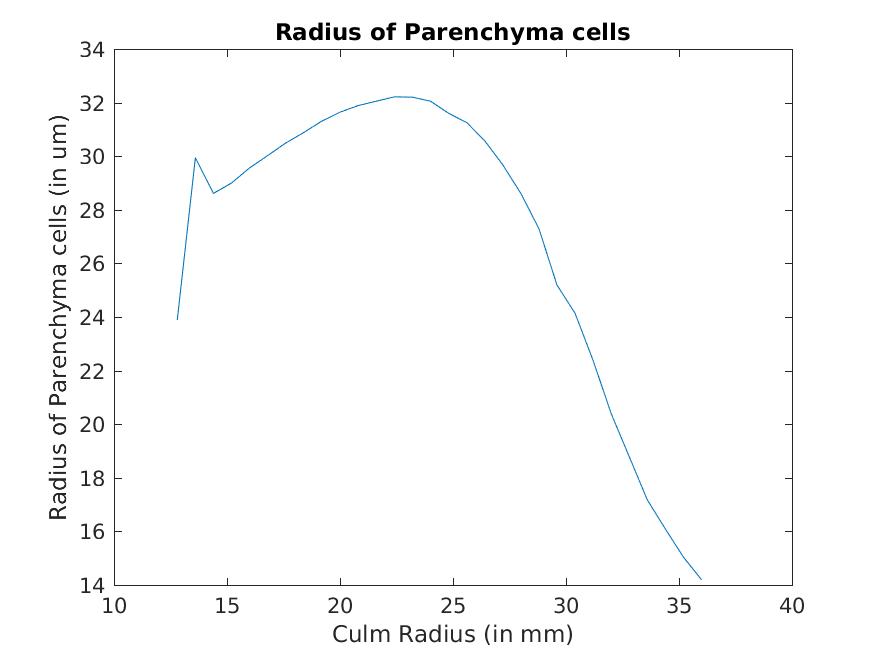 Radius of Parenchyma cells
Radius of Parenchyma cells (in um)
34
32
30
28
26
24
22
20
18
16
14
10 15 20 25 30 35 40
Culm Radius (in mm)